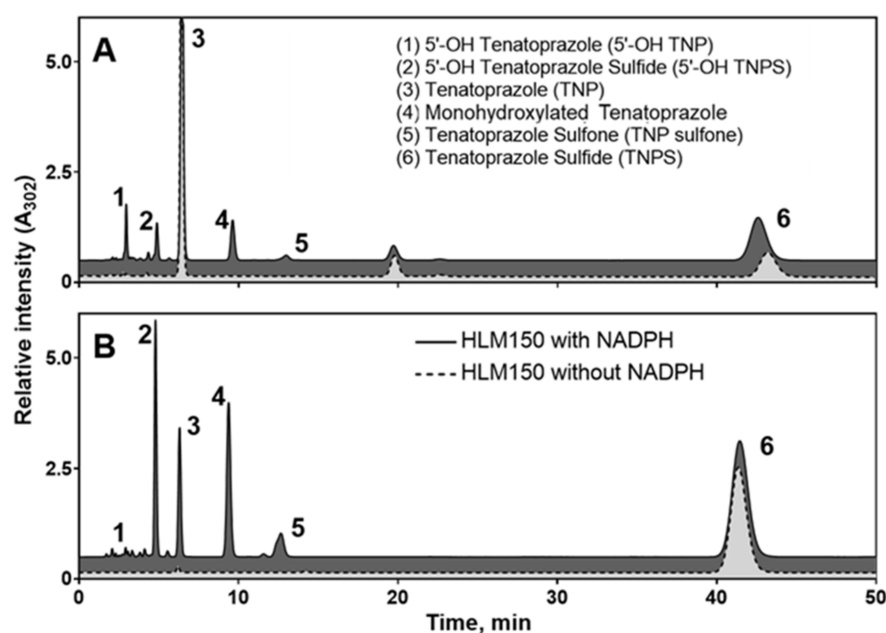 A
3
(1) 5'-OH Tenatoprazole (5'-OH TNP)
(2) 5'-OH Tenatoprazole Sulfide (5'-OH TNPS)
(3) Tenatoprazole (TNP)
(4) Monohydroxylated Tenatoprazole
(5) Tenatoprazole Sulfone (TNP sulfone)
(6) Tenatoprazole Sulfide (TNPS)
5.0
2.5
0
1
2
4
5
6
B
2
HLM150 with NADPH
HLM150 without NADPH
5.0
2.5
0
3
4
1
5
6
0
10
20
30
40
50
Time, min
Relative intensity (A302)